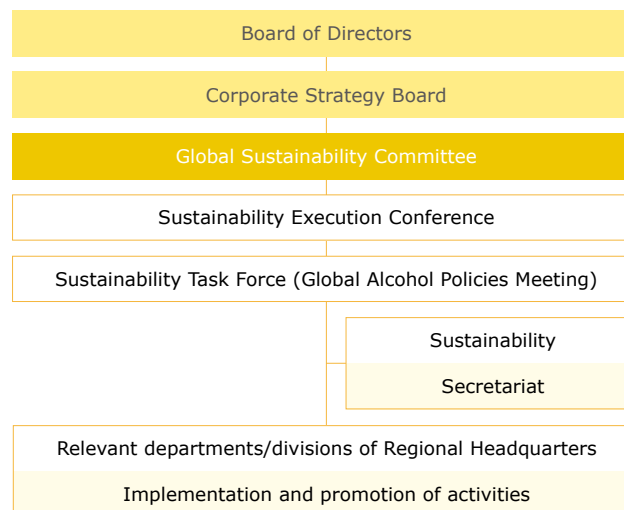 Board of Directors
Corporate Strategy Board
Global Sustainability Committee
Sustainability Execution Conference
Sustainability Task Force (Global Alcohol Policies Meeting)
Sustainability
Secretariat
Relevant departments/divisions of Regional Headquarters
Implementation and promotion of activities